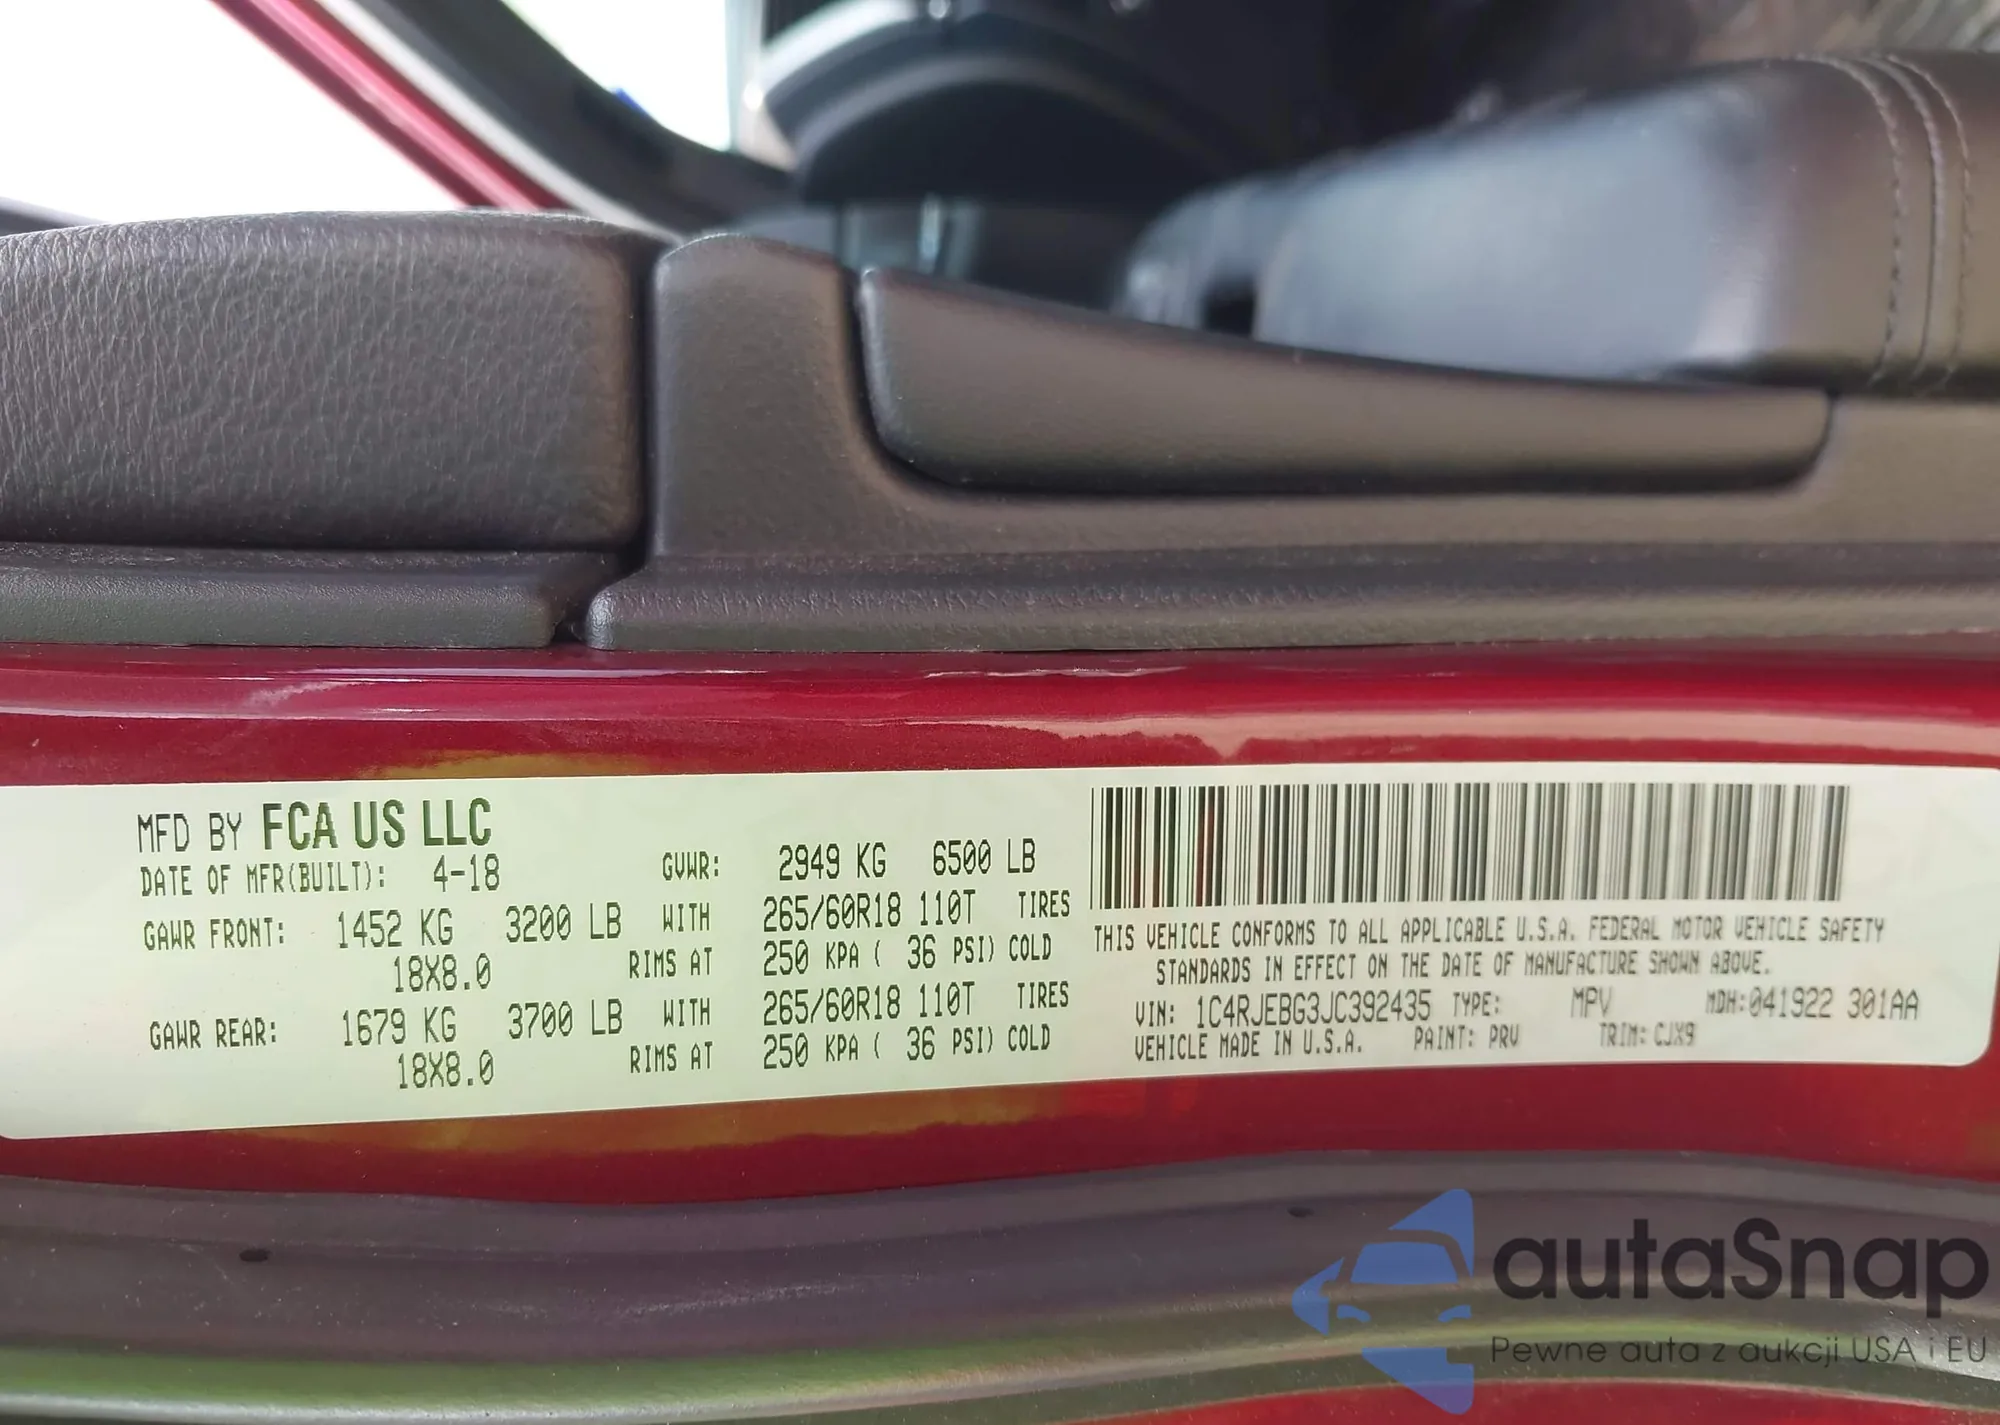 MFD BY FCA US LLC
DATE OF MFR(BUILT): 4-18 GVWR: 2949 KG 6500 LB
GAWR FRONT: 1452 KG 3200 LB WITH 265/60R18 110T TIRES
18X8.0 RIMS AT 250 KPA ( 36 PSI) COLD
GAWR REAR: 1679 KG 3700 LB WITH 265/60R18 110T TIRES
18X8.0 RIMS AT 250 KPA ( 36 PSI) COLD
THIS VEHICLE CONFORMS TO ALL APPLICABLE U.S.A. FEDERAL MOTOR VEHICLE SAFETY
STANDARDS IN EFFECT ON THE DATE OF MANUFACTURE SHOWN ABOVE.
VIN: 1C4RJEBG3JC392435 TYPE: MPV MDH:041922 301AA
VEHICLE MADE IN U.S.A. PAINT: PRV TRIM: CJX9
autaSnap
Pewne auta z aukcji USA i EU